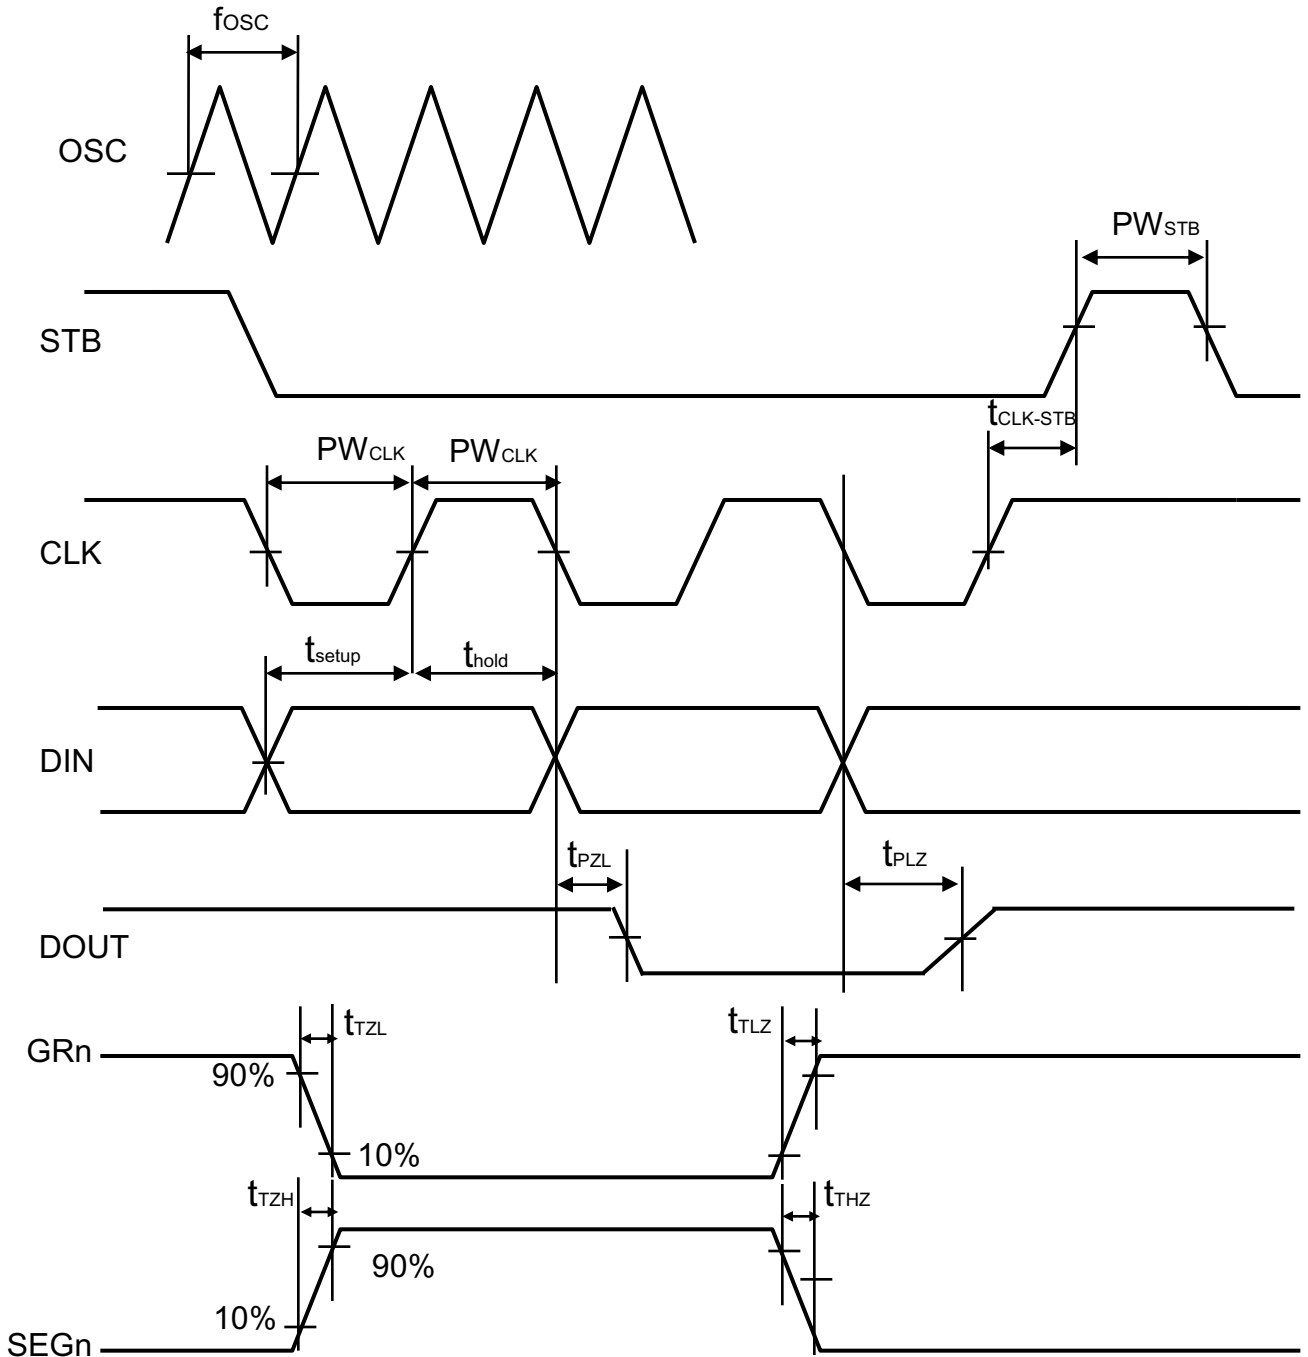 fOSC
OSC
PWSTB
STB
tCLK-STB
PWCLK PWCLK
CLK
tsetup thold
DIN
tPZL tPLZ
DOUT
tTZL tTLZ
GRn
90%
10%
tTZH tTHZ
90%
10%
SEGn